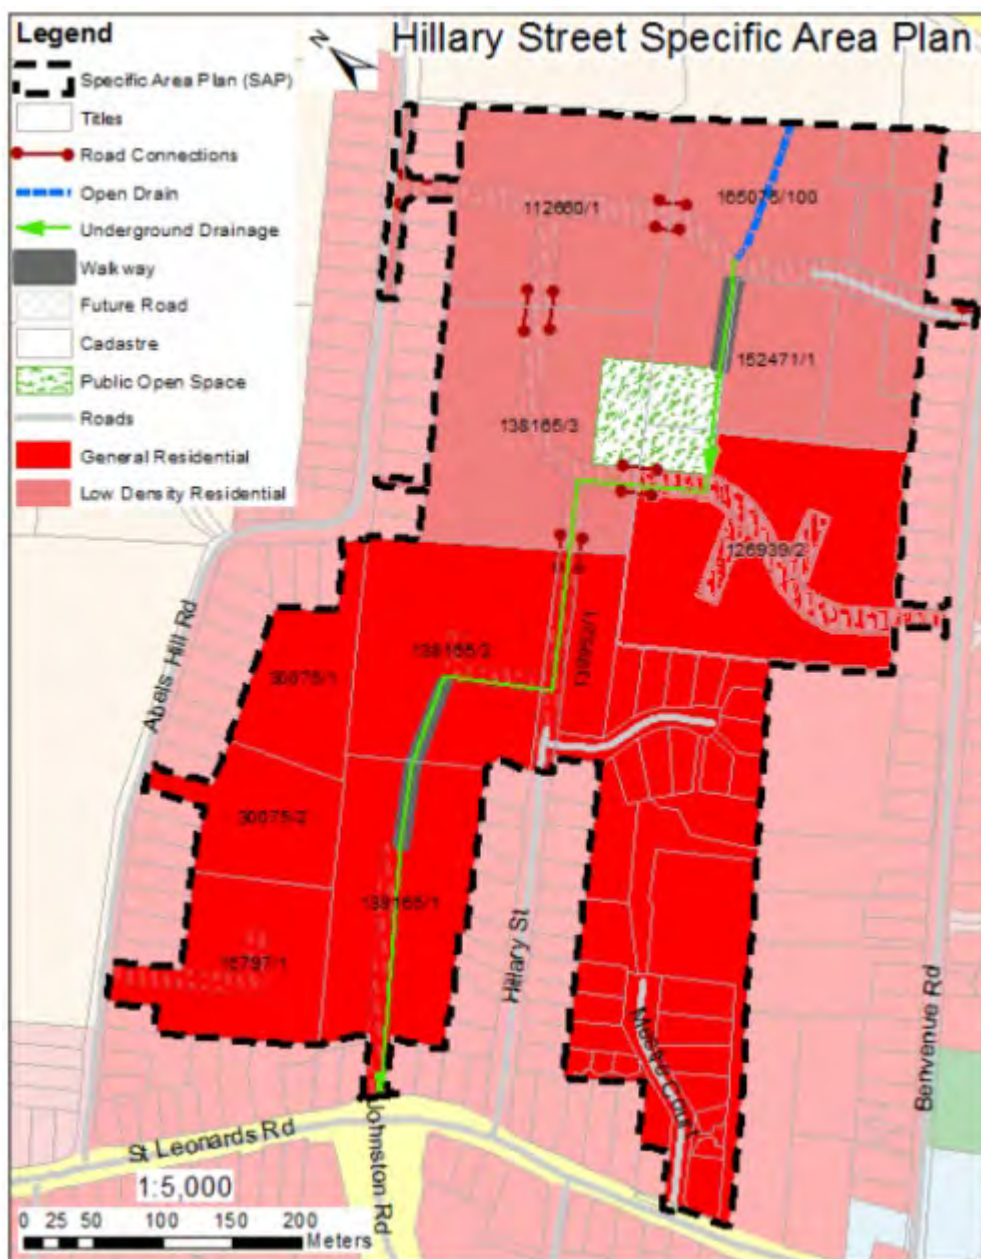 Hillary Street Specific Area Plan
Legend
N
Specific Area Plan (SAP)
Titles
Road Connections
Open Drain
Underground Drainage
Walkway
Future Road
Cadastre
Public Open Space
Roads
General Residential
Low Density Residential
112660/1
165076/100
152471/1
138165/3
126939/2
138165/2
30075/1
30075/2
138165/1
16797/1
Abels Hill Rd
Hillary St
Benvenue Rd
St Leonards Rd
Johnston Rd
1:5,000
0 25 50 100 150 200
Meters